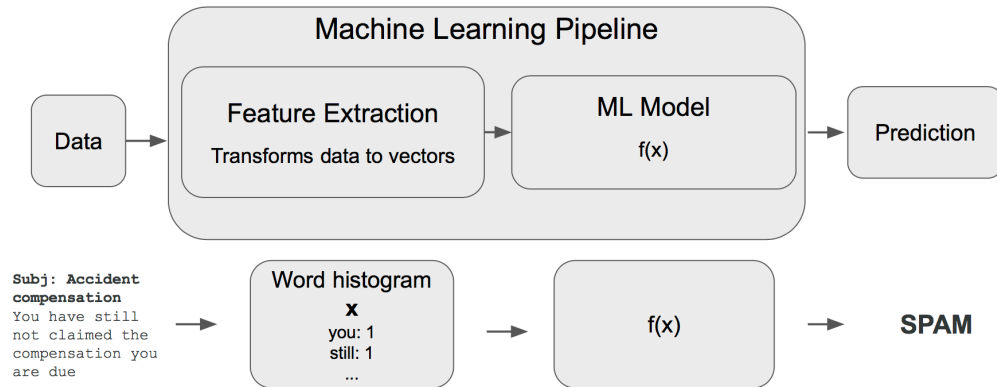 Machine Learning Pipeline
Data
Feature Extraction
Transforms data to vectors
ML Model
f(x)
Prediction
Subj: Accident
compensation
You have still
not claimed the
compensation you
are due
Word histogram
x
you: 1
still: 1
...
f(x)
SPAM